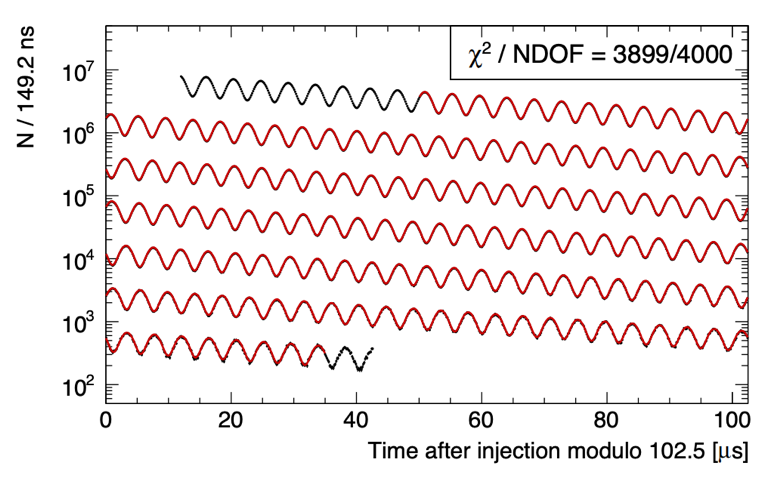 χ² / NDOF = 3899/4000
N / 149.2 ns
10⁷
10⁶
10⁵
10⁴
10³
10²
0 20 40 60 80 100
Time after injection modulo 102.5 [μs]